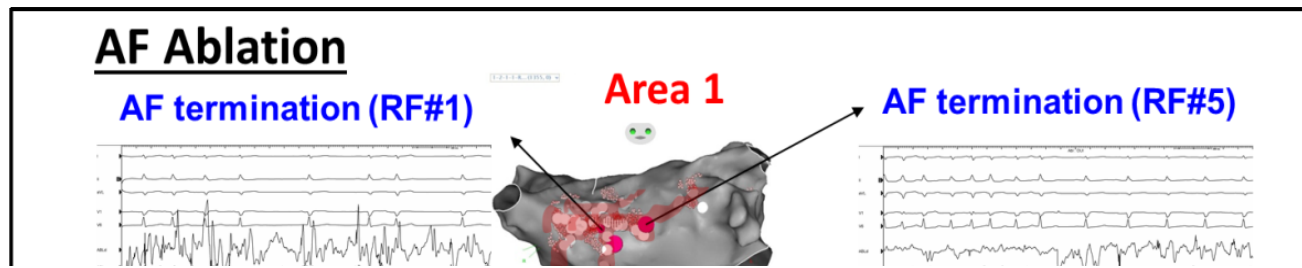 AF Ablation
AF termination (RF#1)
Area 1
AF termination (RF#5)